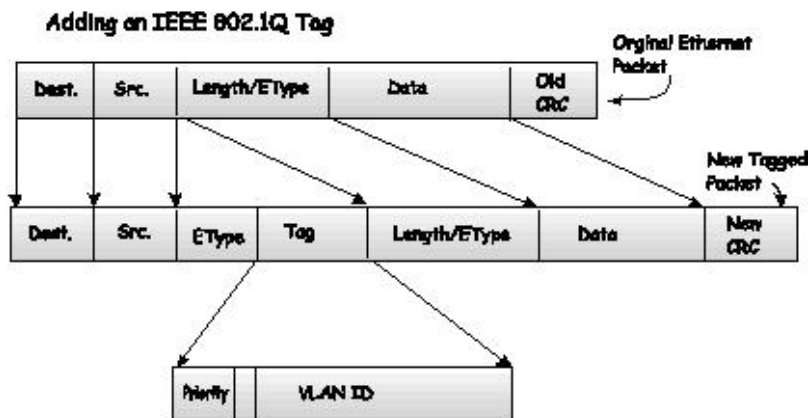 Adding an IEEE 802.1Q Tag
Orginal Ethernet
Packet
Dest. Src. Length/EType Data Old
CRC
New Tagged
Packet
Dest. Src. EType Tag Length/EType Data New
CRC
Priority VLAN ID